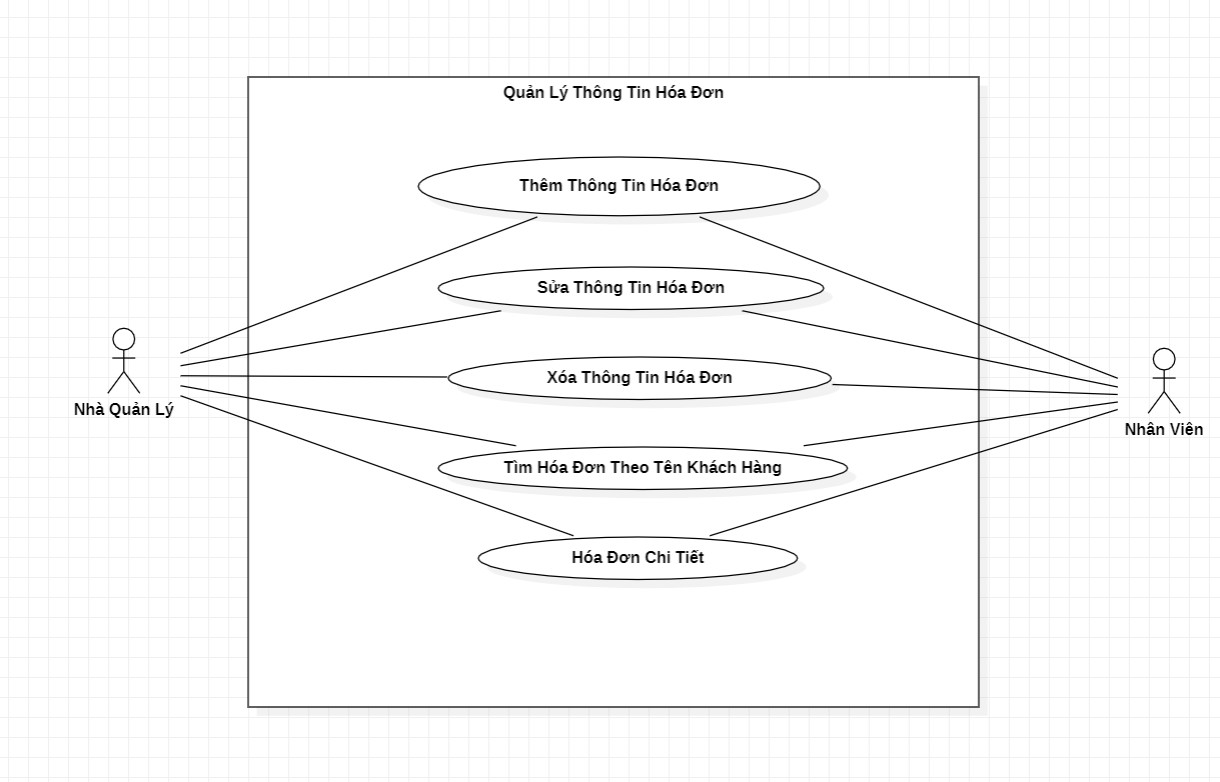 Quản Lý Thông Tin Hóa Đơn
Thêm Thông Tin Hóa Đơn
Sửa Thông Tin Hóa Đơn
Xóa Thông Tin Hóa Đơn
Nhà Quản Lý
Nhân Viên
Tìm Hóa Đơn Theo Tên Khách Hàng
Hóa Đơn Chi Tiết